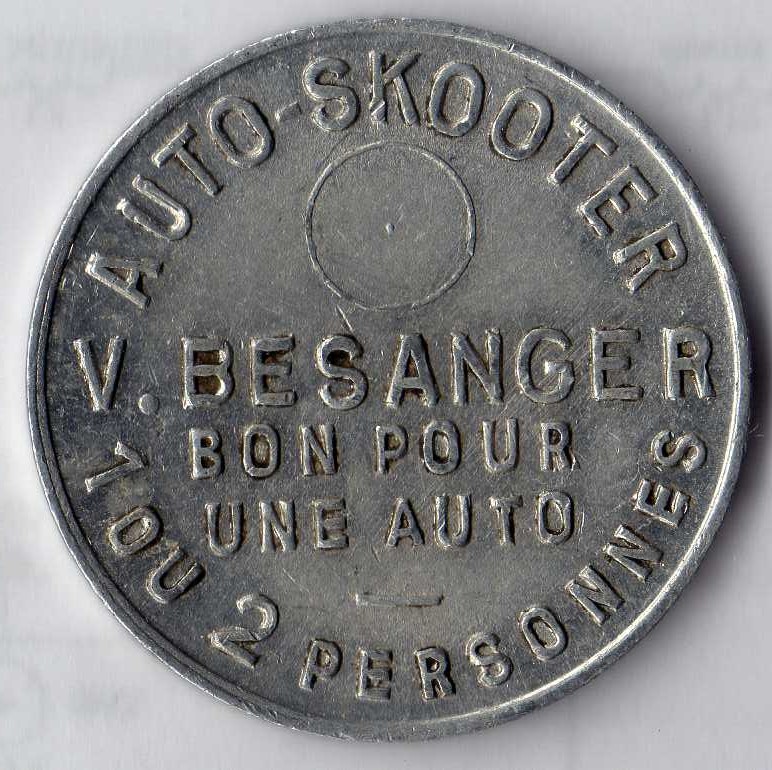 AUTO-SKOOTER
V. BESANGER
BON POUR
UNE AUTO
1 OU 2 PERSONNES